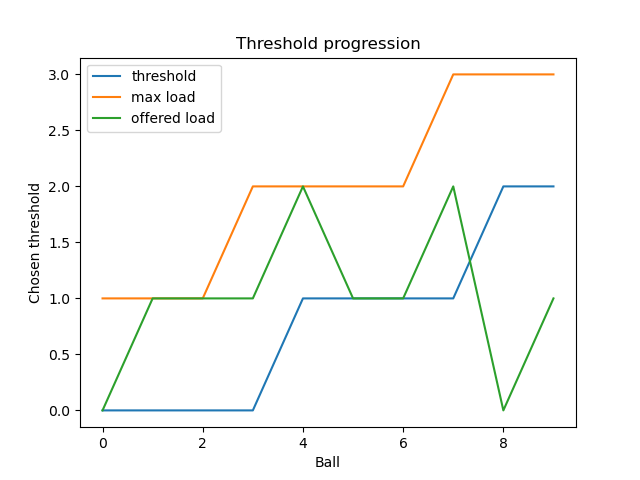 Threshold progression
threshold
max load
offered load
Chosen threshold
3.0
2.5
2.0
1.5
1.0
0.5
0.0
0 2 4 6 8
Ball